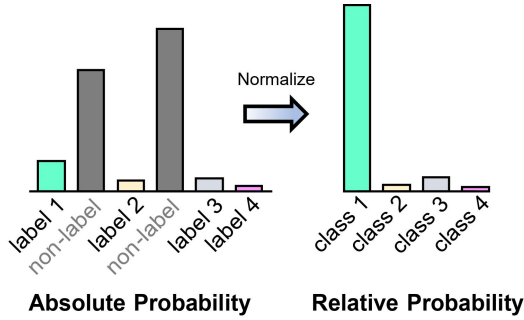 Normalize
label 1
non-label
label 2
non-label
label 3
label 4
class 1
class 2
class 3
class 4
Absolute Probability
Relative Probability